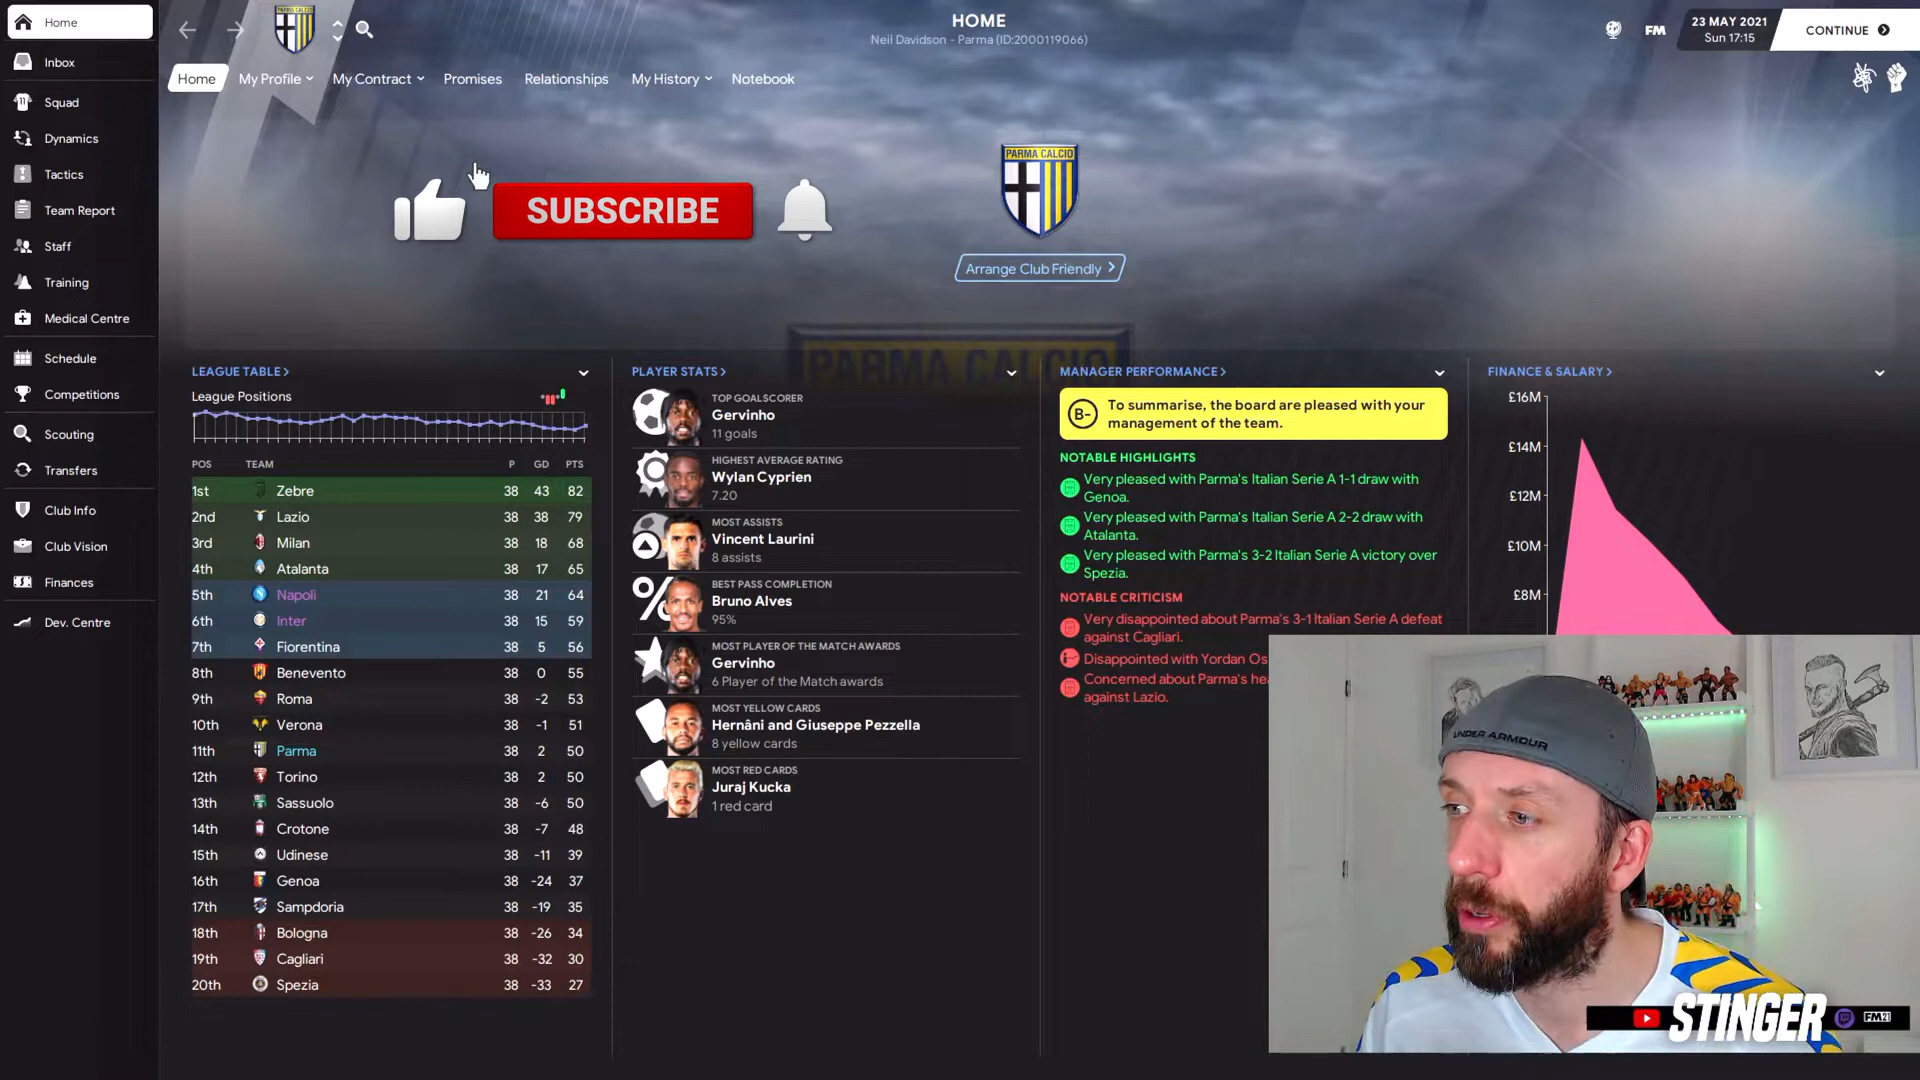 Home
HOME
Neil Davidson - Parma (ID:2000119066)
FM
23 MAY 2021
Sun 17:15
CONTINUE
Inbox
Squad
Dynamics
Tactics
Team Report
Staff
Training
Medical Centre
Schedule
Competitions
Scouting
Transfers
Club Info
Club Vision
Finances
Dev. Centre
Home My Profile My Contract Promises Relationships My History Notebook
SUBSCRIBE
PARMA CALCIO
Arrange Club Friendly
PARMA CALCIO
LEAGUE TABLE
League Positions
POS TEAM P GD PTS
1st Zebre 38 43 82
2nd Lazio 38 38 79
3rd Milan 38 18 68
4th Atalanta 38 17 65
5th Napoli 38 21 64
6th Inter 38 15 59
7th Fiorentina 38 5 56
8th Benevento 38 0 55
9th Roma 38 -2 53
10th Verona 38 -1 51
11th Parma 38 2 50
12th Torino 38 2 50
13th Sassuolo 38 -6 50
14th Crotone 38 -7 48
15th Udinese 38 -11 39
16th Genoa 38 -24 37
17th Sampdoria 38 -19 35
18th Bologna 38 -26 34
19th Cagliari 38 -32 30
20th Spezia 38 -33 27
PLAYER STATS
TOP GOALSCORER
Gervinho
11 goals
HIGHEST AVERAGE RATING
Wylan Cyprien
7.20
MOST ASSISTS
Vincent Laurini
8 assists
BEST PASS COMPLETION
Bruno Alves
95%
MOST PLAYER OF THE MATCH AWARDS
Gervinho
6 Player of the Match awards
MOST YELLOW CARDS
Hernâni and Giuseppe Pezzella
8 yellow cards
MOST RED CARDS
Juraj Kucka
1 red card
MANAGER PERFORMANCE
B-
To summarise, the board are pleased with your
management of the team.
NOTABLE HIGHLIGHTS
Very pleased with Parma's Italian Serie A 1-1 draw with
Genoa.
Very pleased with Parma's Italian Serie A 2-2 draw with
Atalanta.
Very pleased with Parma's 3-2 Italian Serie A victory over
Spezia.
NOTABLE CRITICISM
Very disappointed about Parma's 3-1 Italian Serie A defeat
against Cagliari.
Disappointed with Yordan Os
Concerned about Parma's hea
against Lazio.
FINANCE & SALARY
£16M
£14M
£12M
£10M
£8M
UNDER ARMOUR
STINGER
FM21